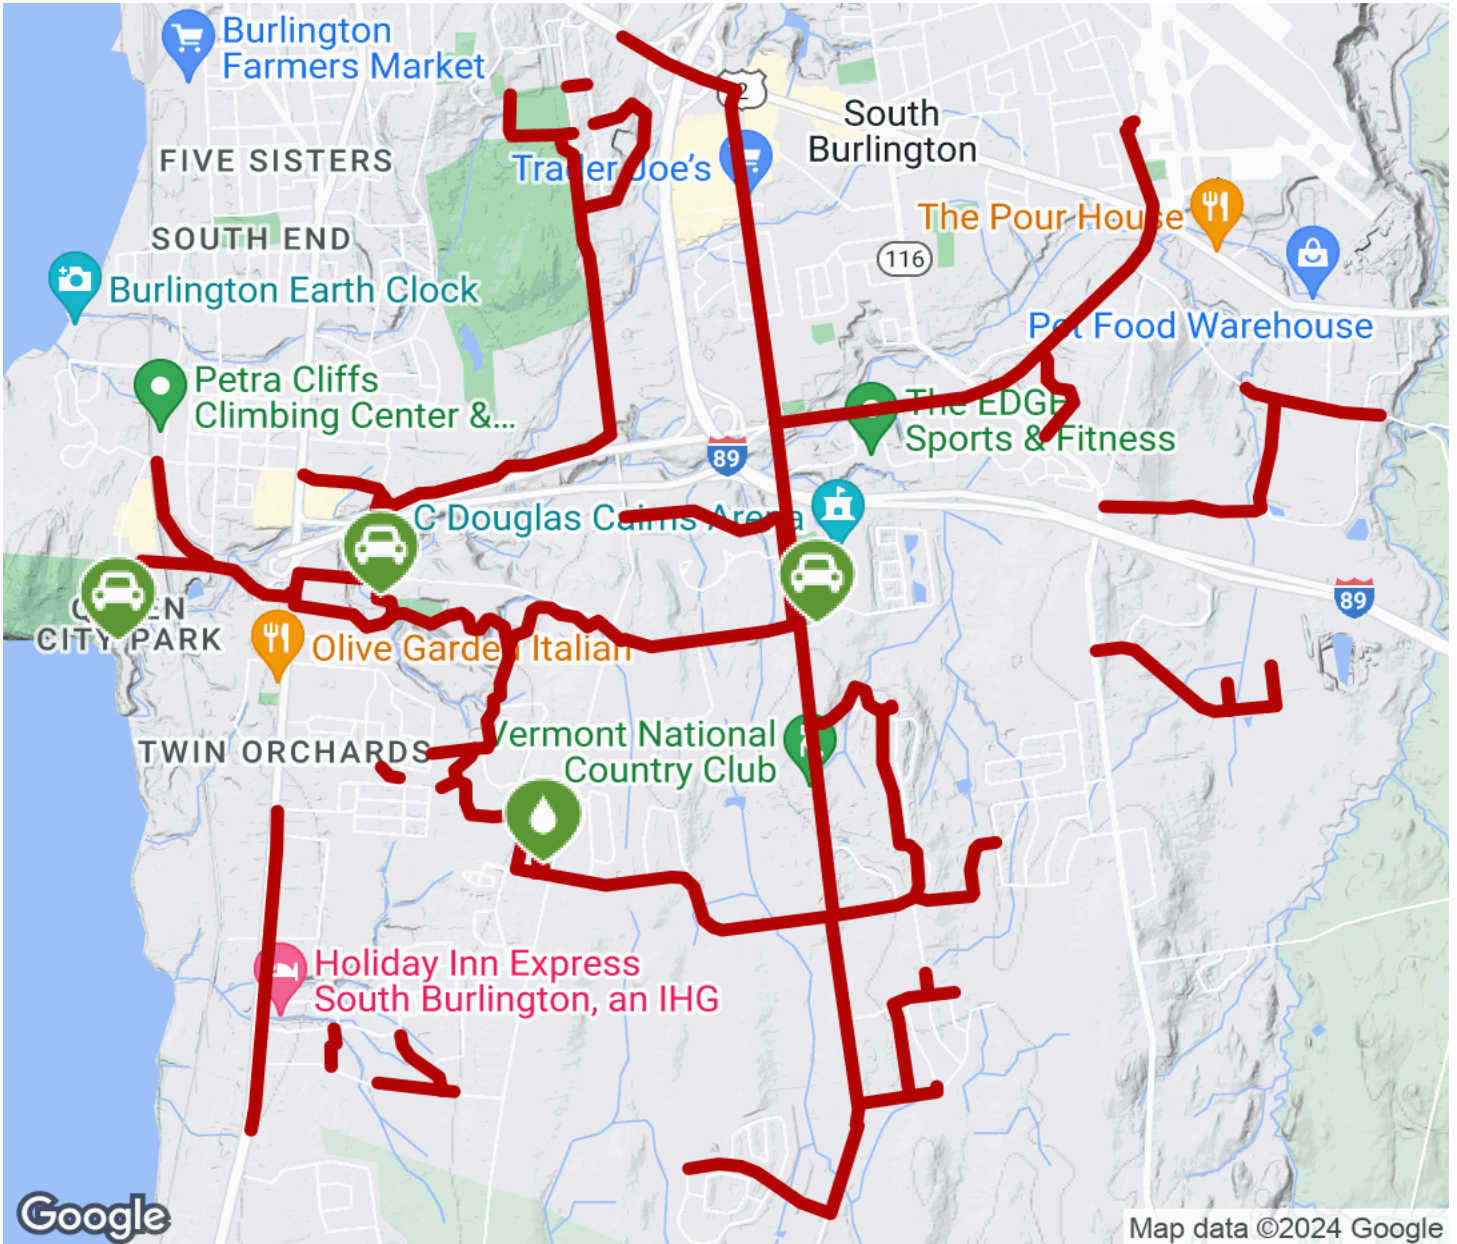 Burlington
Farmers Market
2
South
Burlington
FIVE SISTERS
Trader Joe's
The Pour House
SOUTH END
116
Burlington Earth Clock
Pet Food Warehouse
Petra Cliffs
Climbing Center &...
The EDGE
Sports & Fitness
89
C Douglas Cairns Arena
89
QUEEN
CITY PARK
Olive Garden Italian
Vermont National
Country Club
TWIN ORCHARDS
Holiday Inn Express
South Burlington, an IHG
Google
Map data ©2024 Google